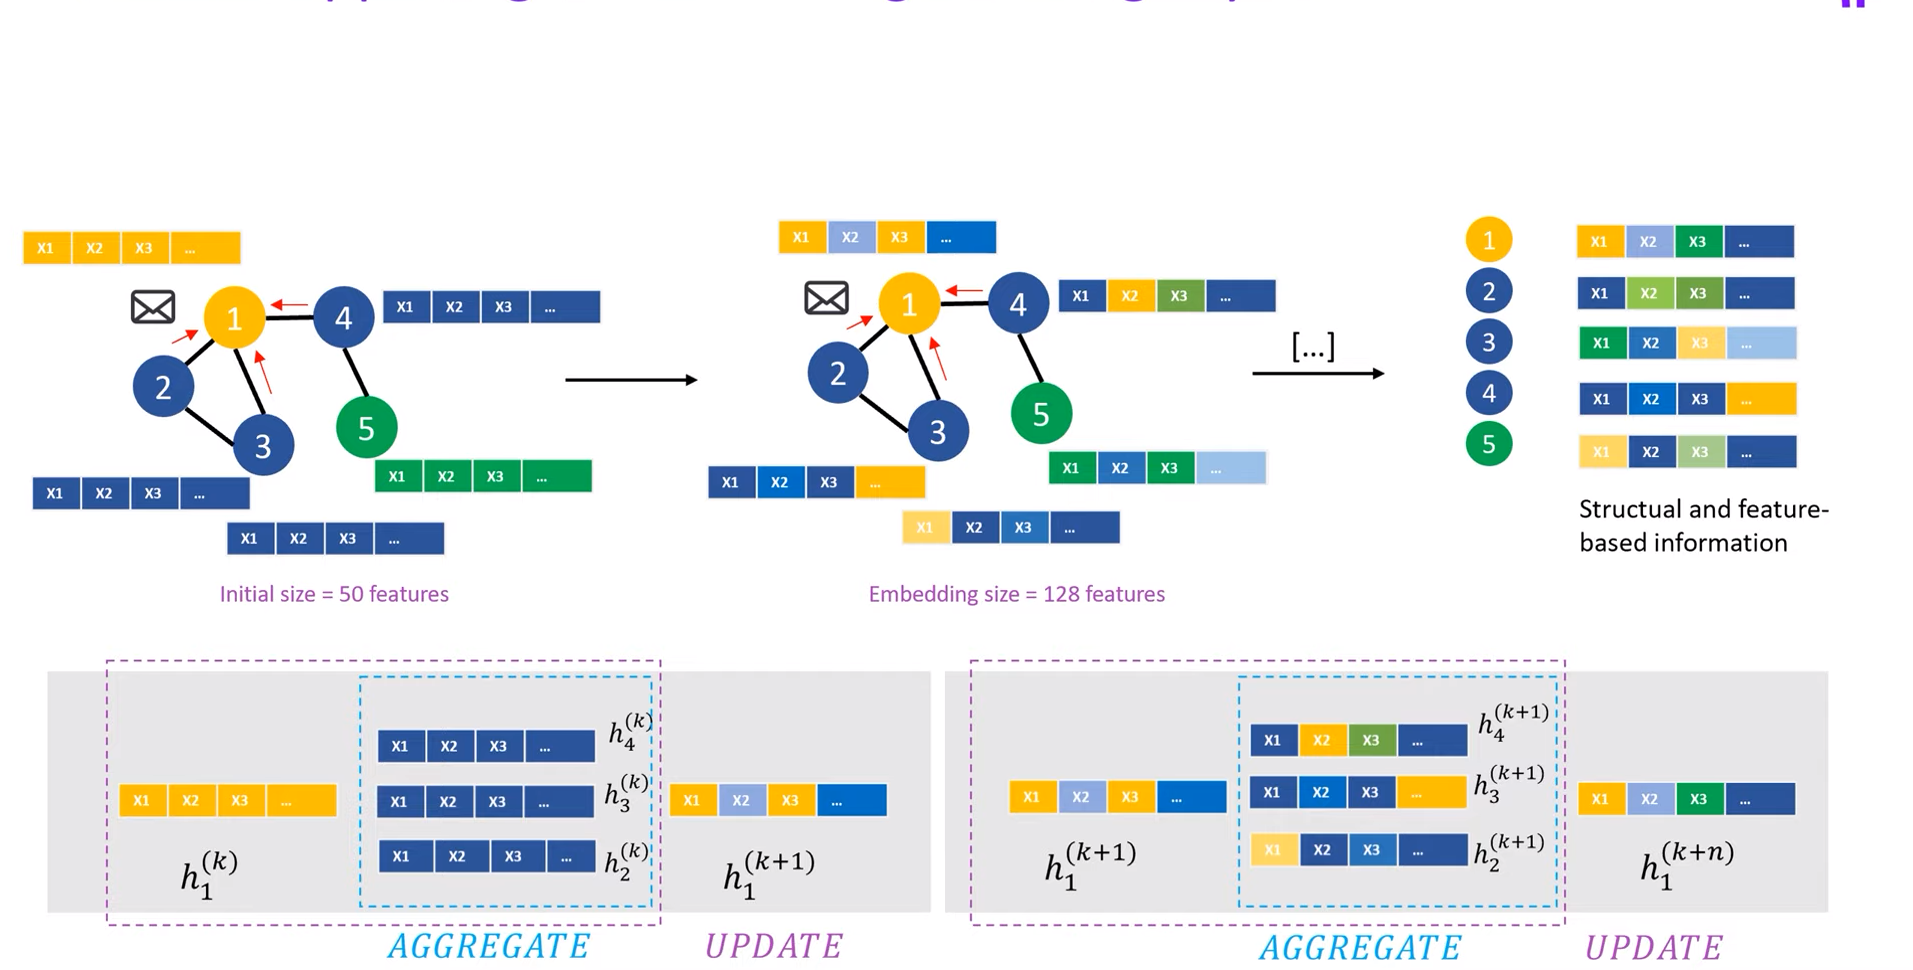 X1 X2 X3 ...
1
4
X1 X2 X3 ...
2
3
5
X1 X2 X3 ...
X1 X2 X3 ...
X1 X2 X3 ...
Initial size = 50 features
X1 X2 X3 ...
1
4
X1 X2 X3 ...
2
3
5
X1 X2 X3 ...
X1 X2 X3 ...
X1 X2 X3 ...
Embedding size = 128 features
[...]
1 X1 X2 X3 ...
2 X1 X2 X3 ...
3 X1 X2 X3 ...
4 X1 X2 X3 ...
5 X1 X2 X3 ...
Structual and feature-
based information
X1 X2 X3 ...
h_1^{(k)}
X1 X2 X3 ... h_4^{(k)}
X1 X2 X3 ... h_3^{(k)}
X1 X2 X3 ... h_2^{(k)}
X1 X2 X3 ...
h_1^{(k+1)}
AGGREGATE
UPDATE
X1 X2 X3 ...
h_1^{(k+1)}
X1 X2 X3 ... h_4^{(k+1)}
X1 X2 X3 ... h_3^{(k+1)}
X1 X2 X3 ... h_2^{(k+1)}
X1 X2 X3 ...
h_1^{(k+n)}
AGGREGATE
UPDATE